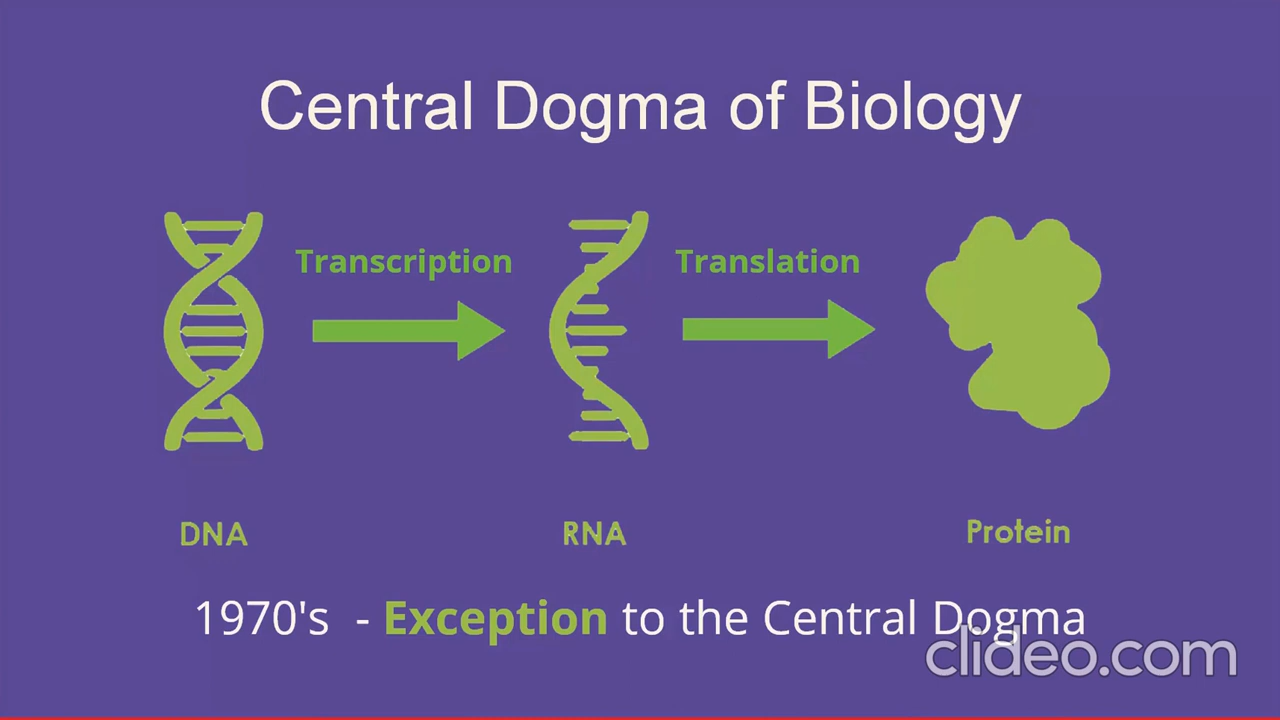 Central Dogma of Biology
Transcription
Translation
DNA
RNA
Protein
1970's - Exception to the Central Dogma
clideo.com